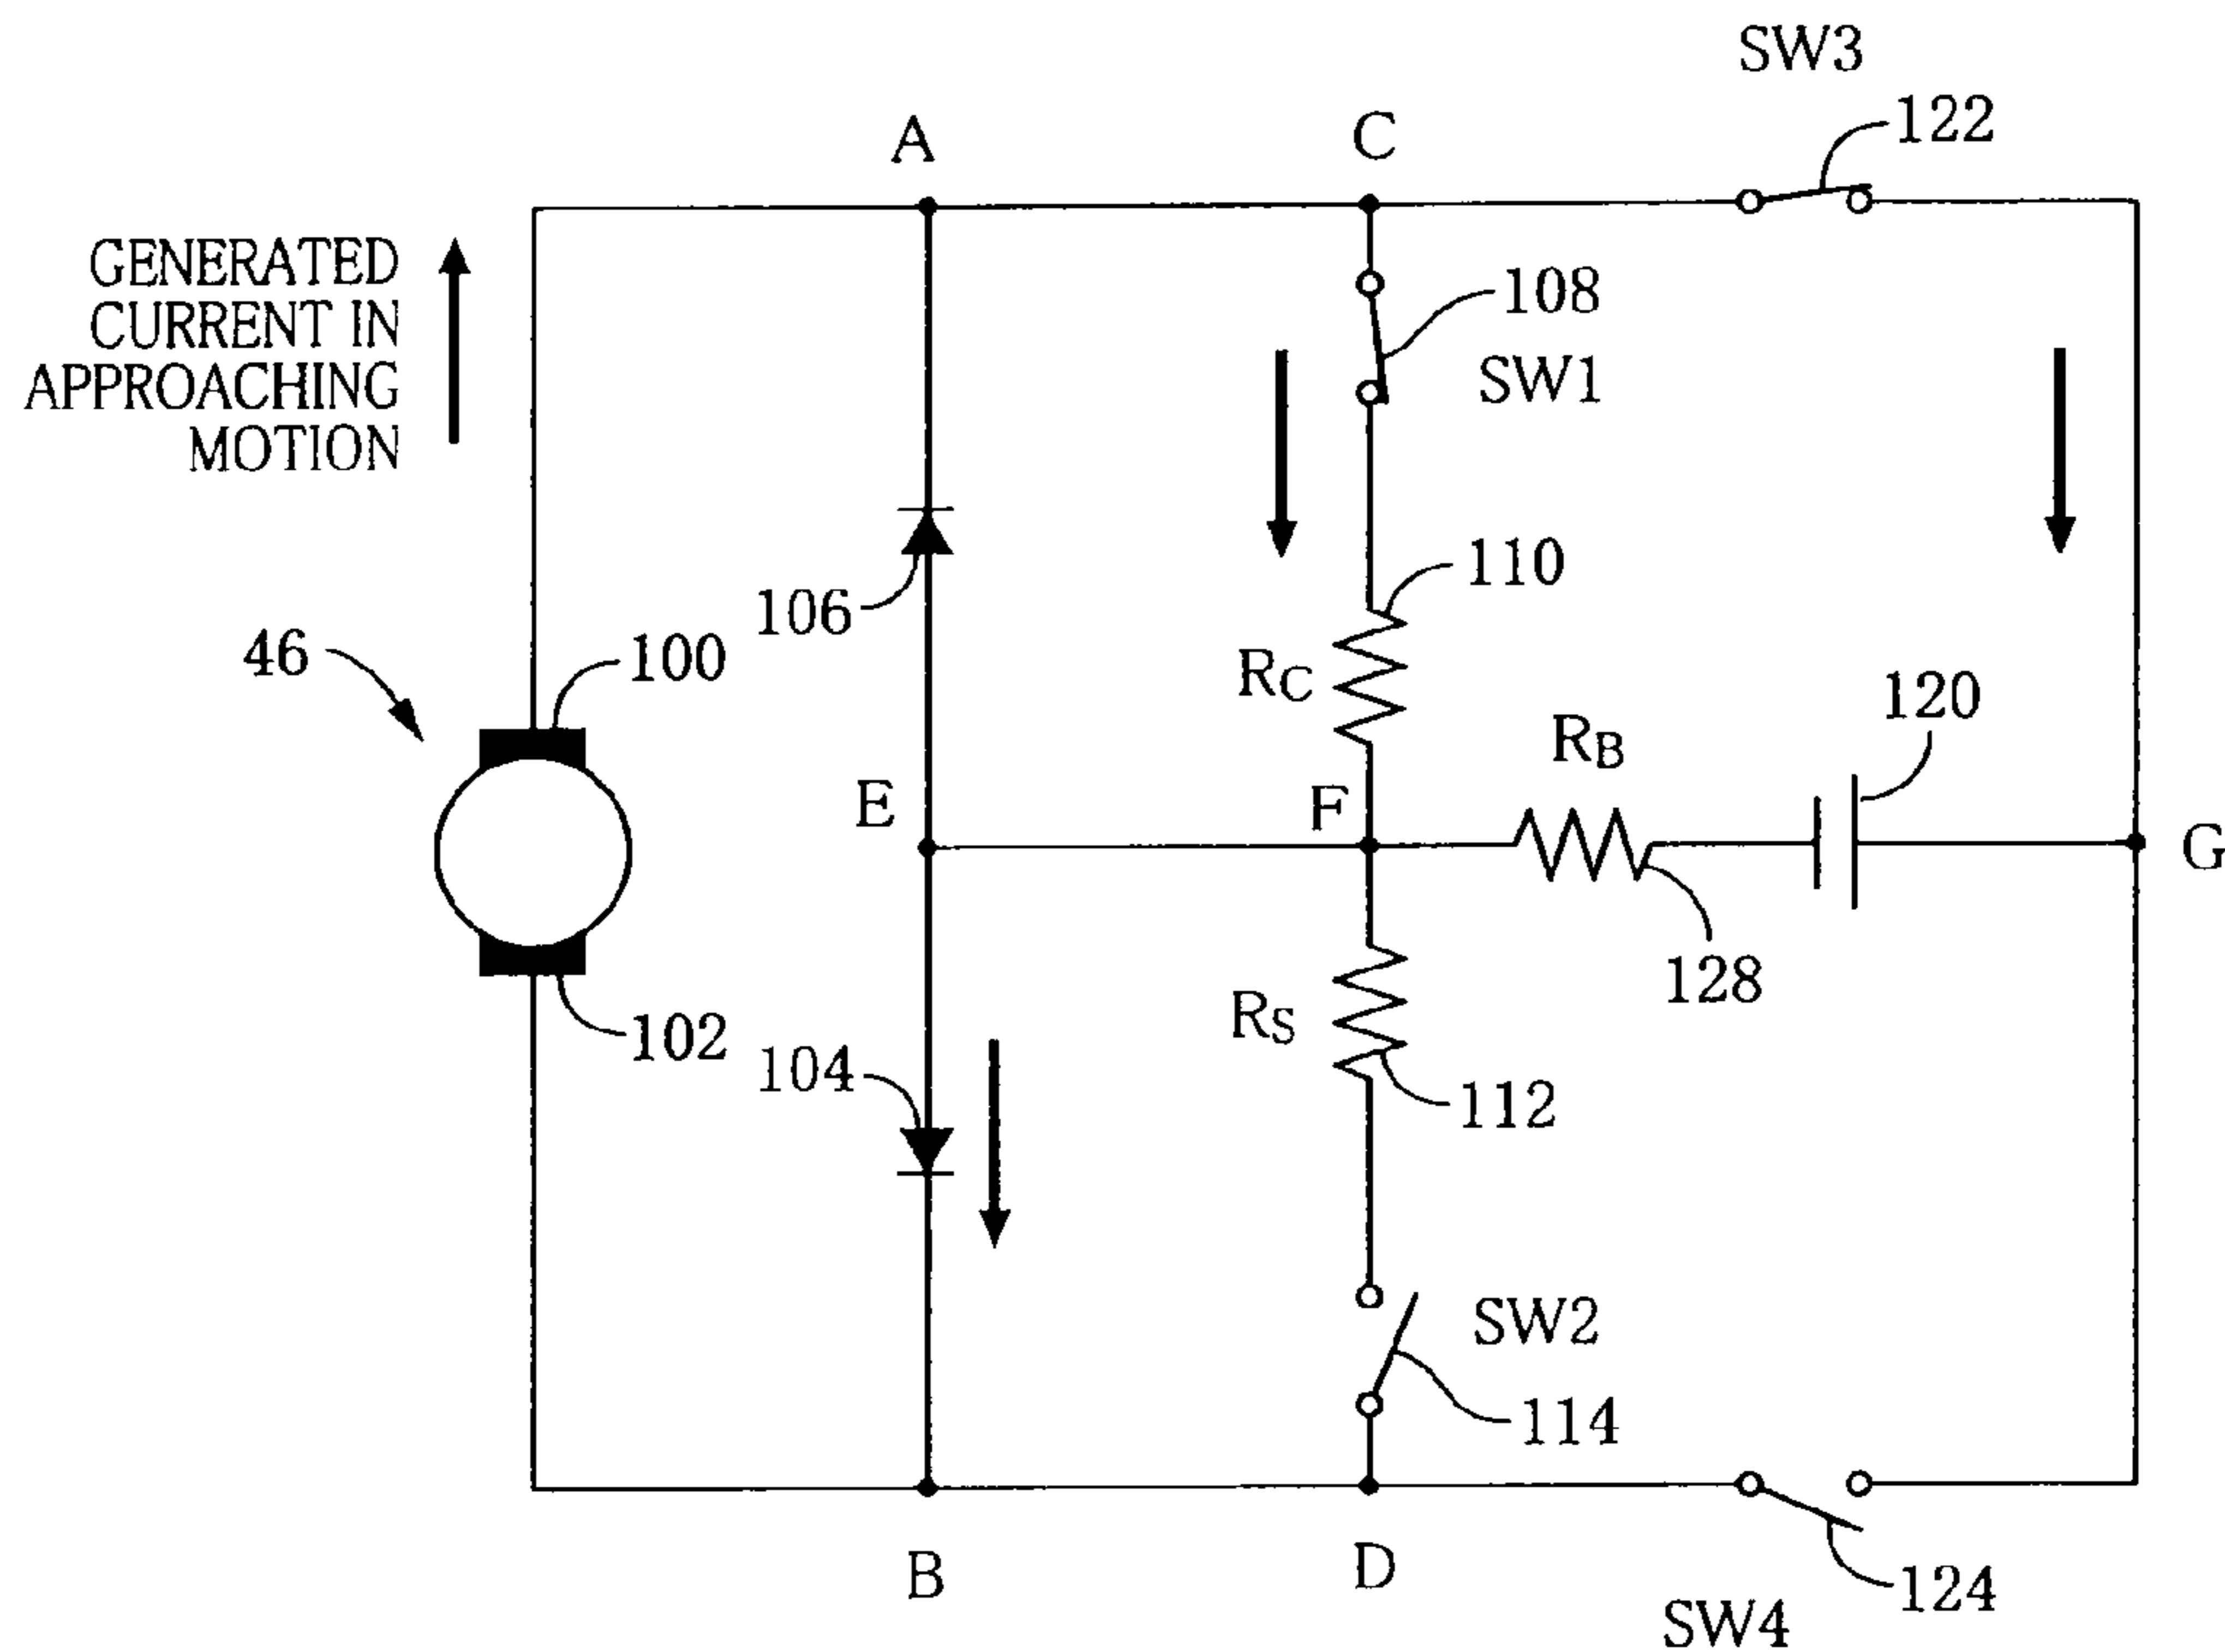 SW3
122
A
C
GENERATED
CURRENT IN
APPROACHING
MOTION
108
SW1
110
106
46
100
RC
120
RB
E
F
G
128
102
104
RS
112
SW2
114
B
D
124
SW4